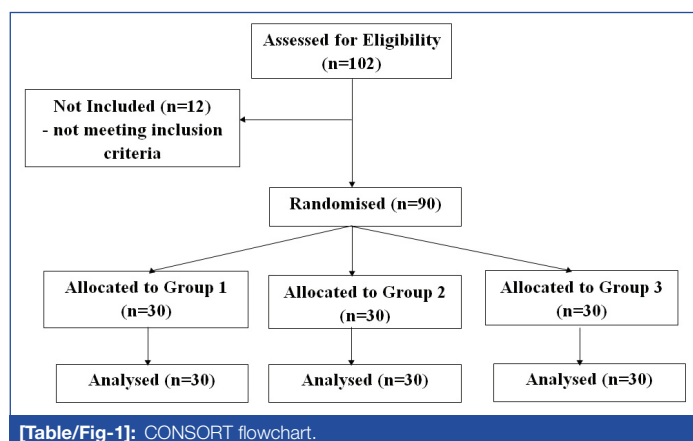 Assessed for Eligibility
(n=102)
Not Included (n=12)
- not meeting inclusion
criteria
Randomised (n=90)
Allocated to Group 1
(n=30)
Allocated to Group 2
(n=30)
Allocated to Group 3
(n=30)
Analysed (n=30)
Analysed (n=30)
Analysed (n=30)
[Table/Fig-1]: CONSORT flowchart.